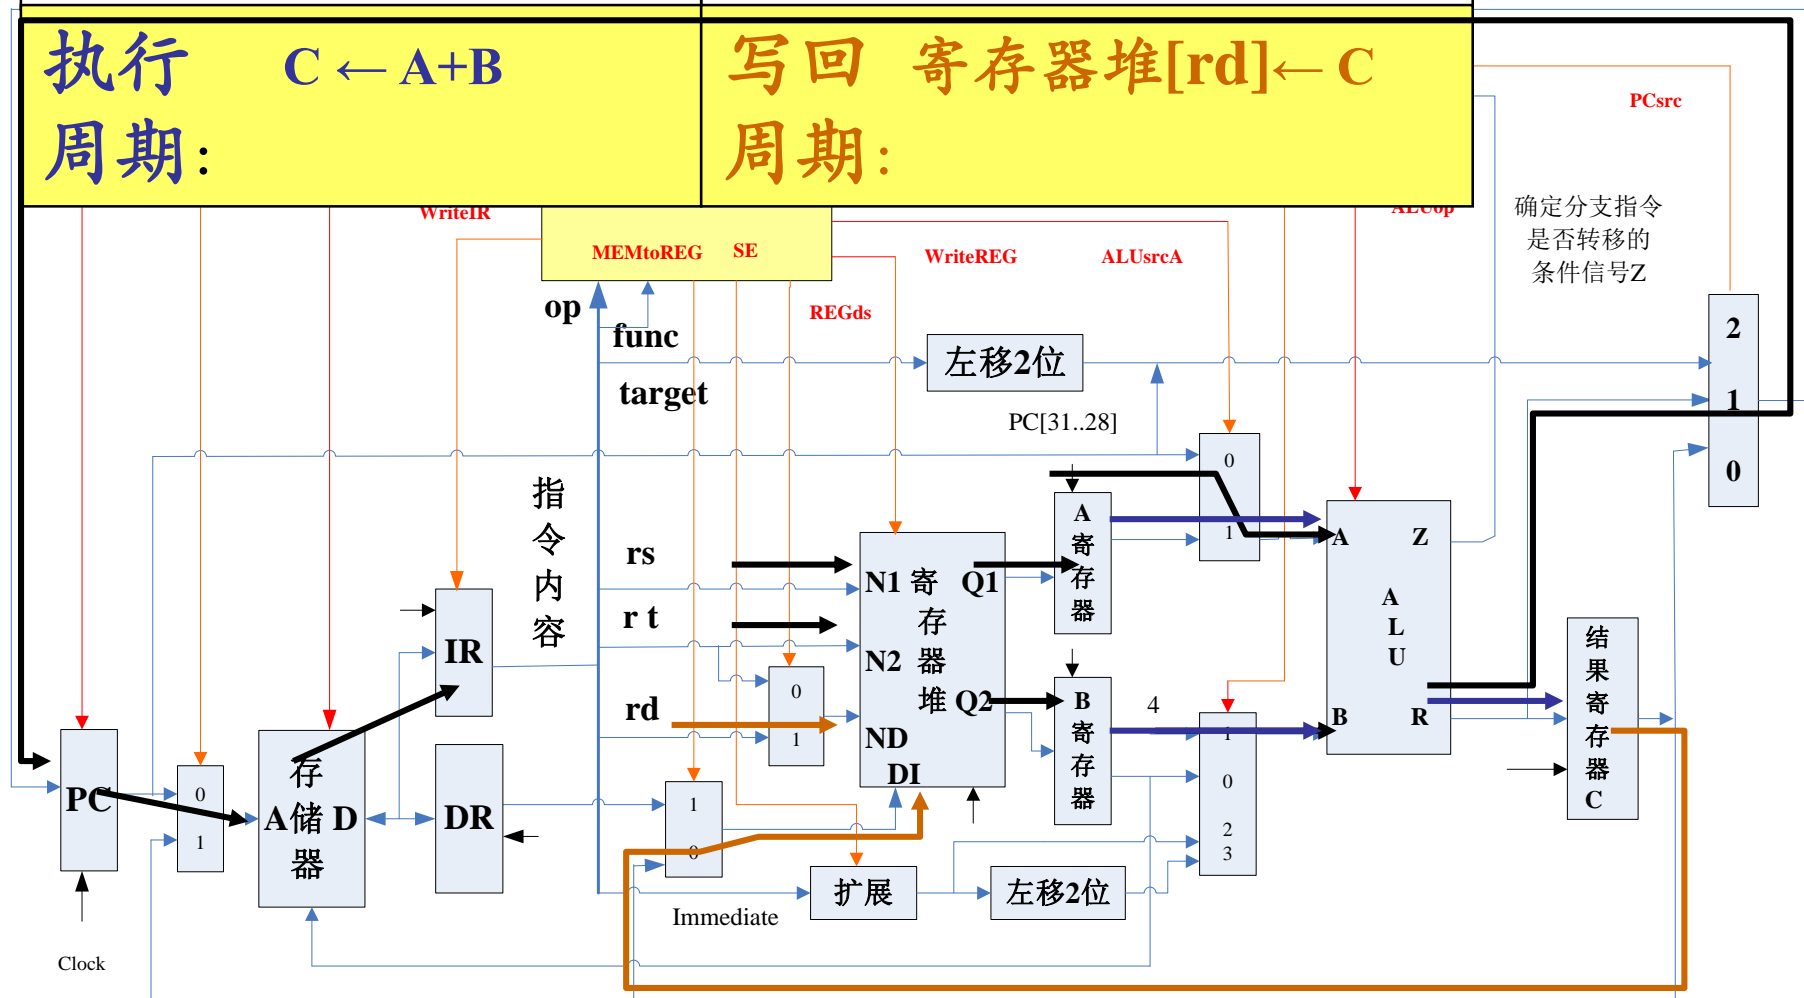 执行 C ← A+B
周期:
写回 寄存器堆[rd]← C
周期:
PCsrc
WriteIR
ALUop
确定分支指令
是否转移的
条件信号Z
MEMtoREG SE
WriteREG
ALUsrcA
REGds
op
func
target
左移2位
PC[31..28]
2
1
0
指
令
内
容
0
1
A
寄
存
器
rs
r t
rd
N1
N2
ND
DI
Q1
Q2
寄
存
器
堆
0
1
B
寄
存
器
4
1
0
2
3
A
B
Z
R
A
L
U
结
果
寄
存
器
C
IR
PC
0
1
存
A储 D
器
DR
1
0
扩展
左移2位
Immediate
Clock